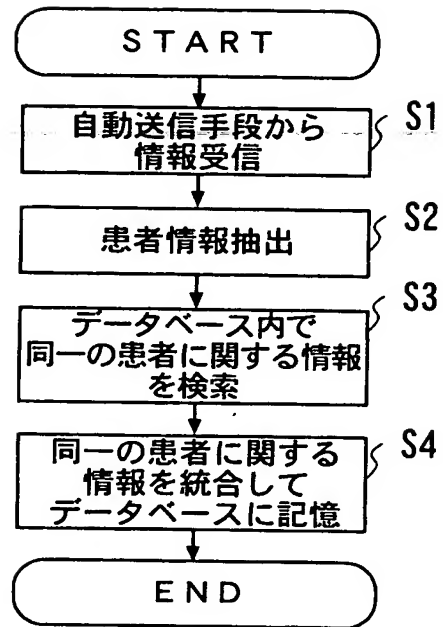 START
自動送信手段から
情報受信
S1
患者情報抽出
S2
データベース内で
同一の患者に関する情報
を検索
S3
同一の患者に関する
情報を統合して
データベースに記憶
S4
END